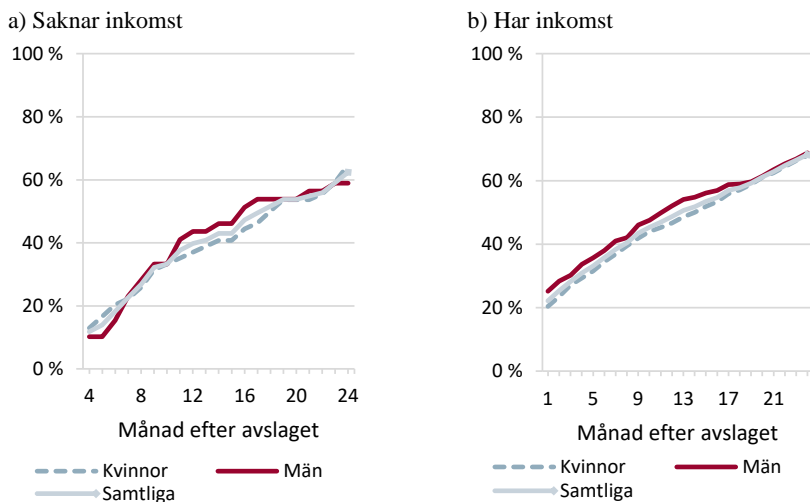 a) Saknar inkomst
100 %
80 %
60 %
40 %
20 %
0 %
4 8 12 16 20 24
Månad efter avslaget
Kvinnor Män
Samtliga
b) Har inkomst
100 %
80 %
60 %
40 %
20 %
0 %
1 5 9 13 17 21
Månad efter avslaget
Kvinnor Män
Samtliga